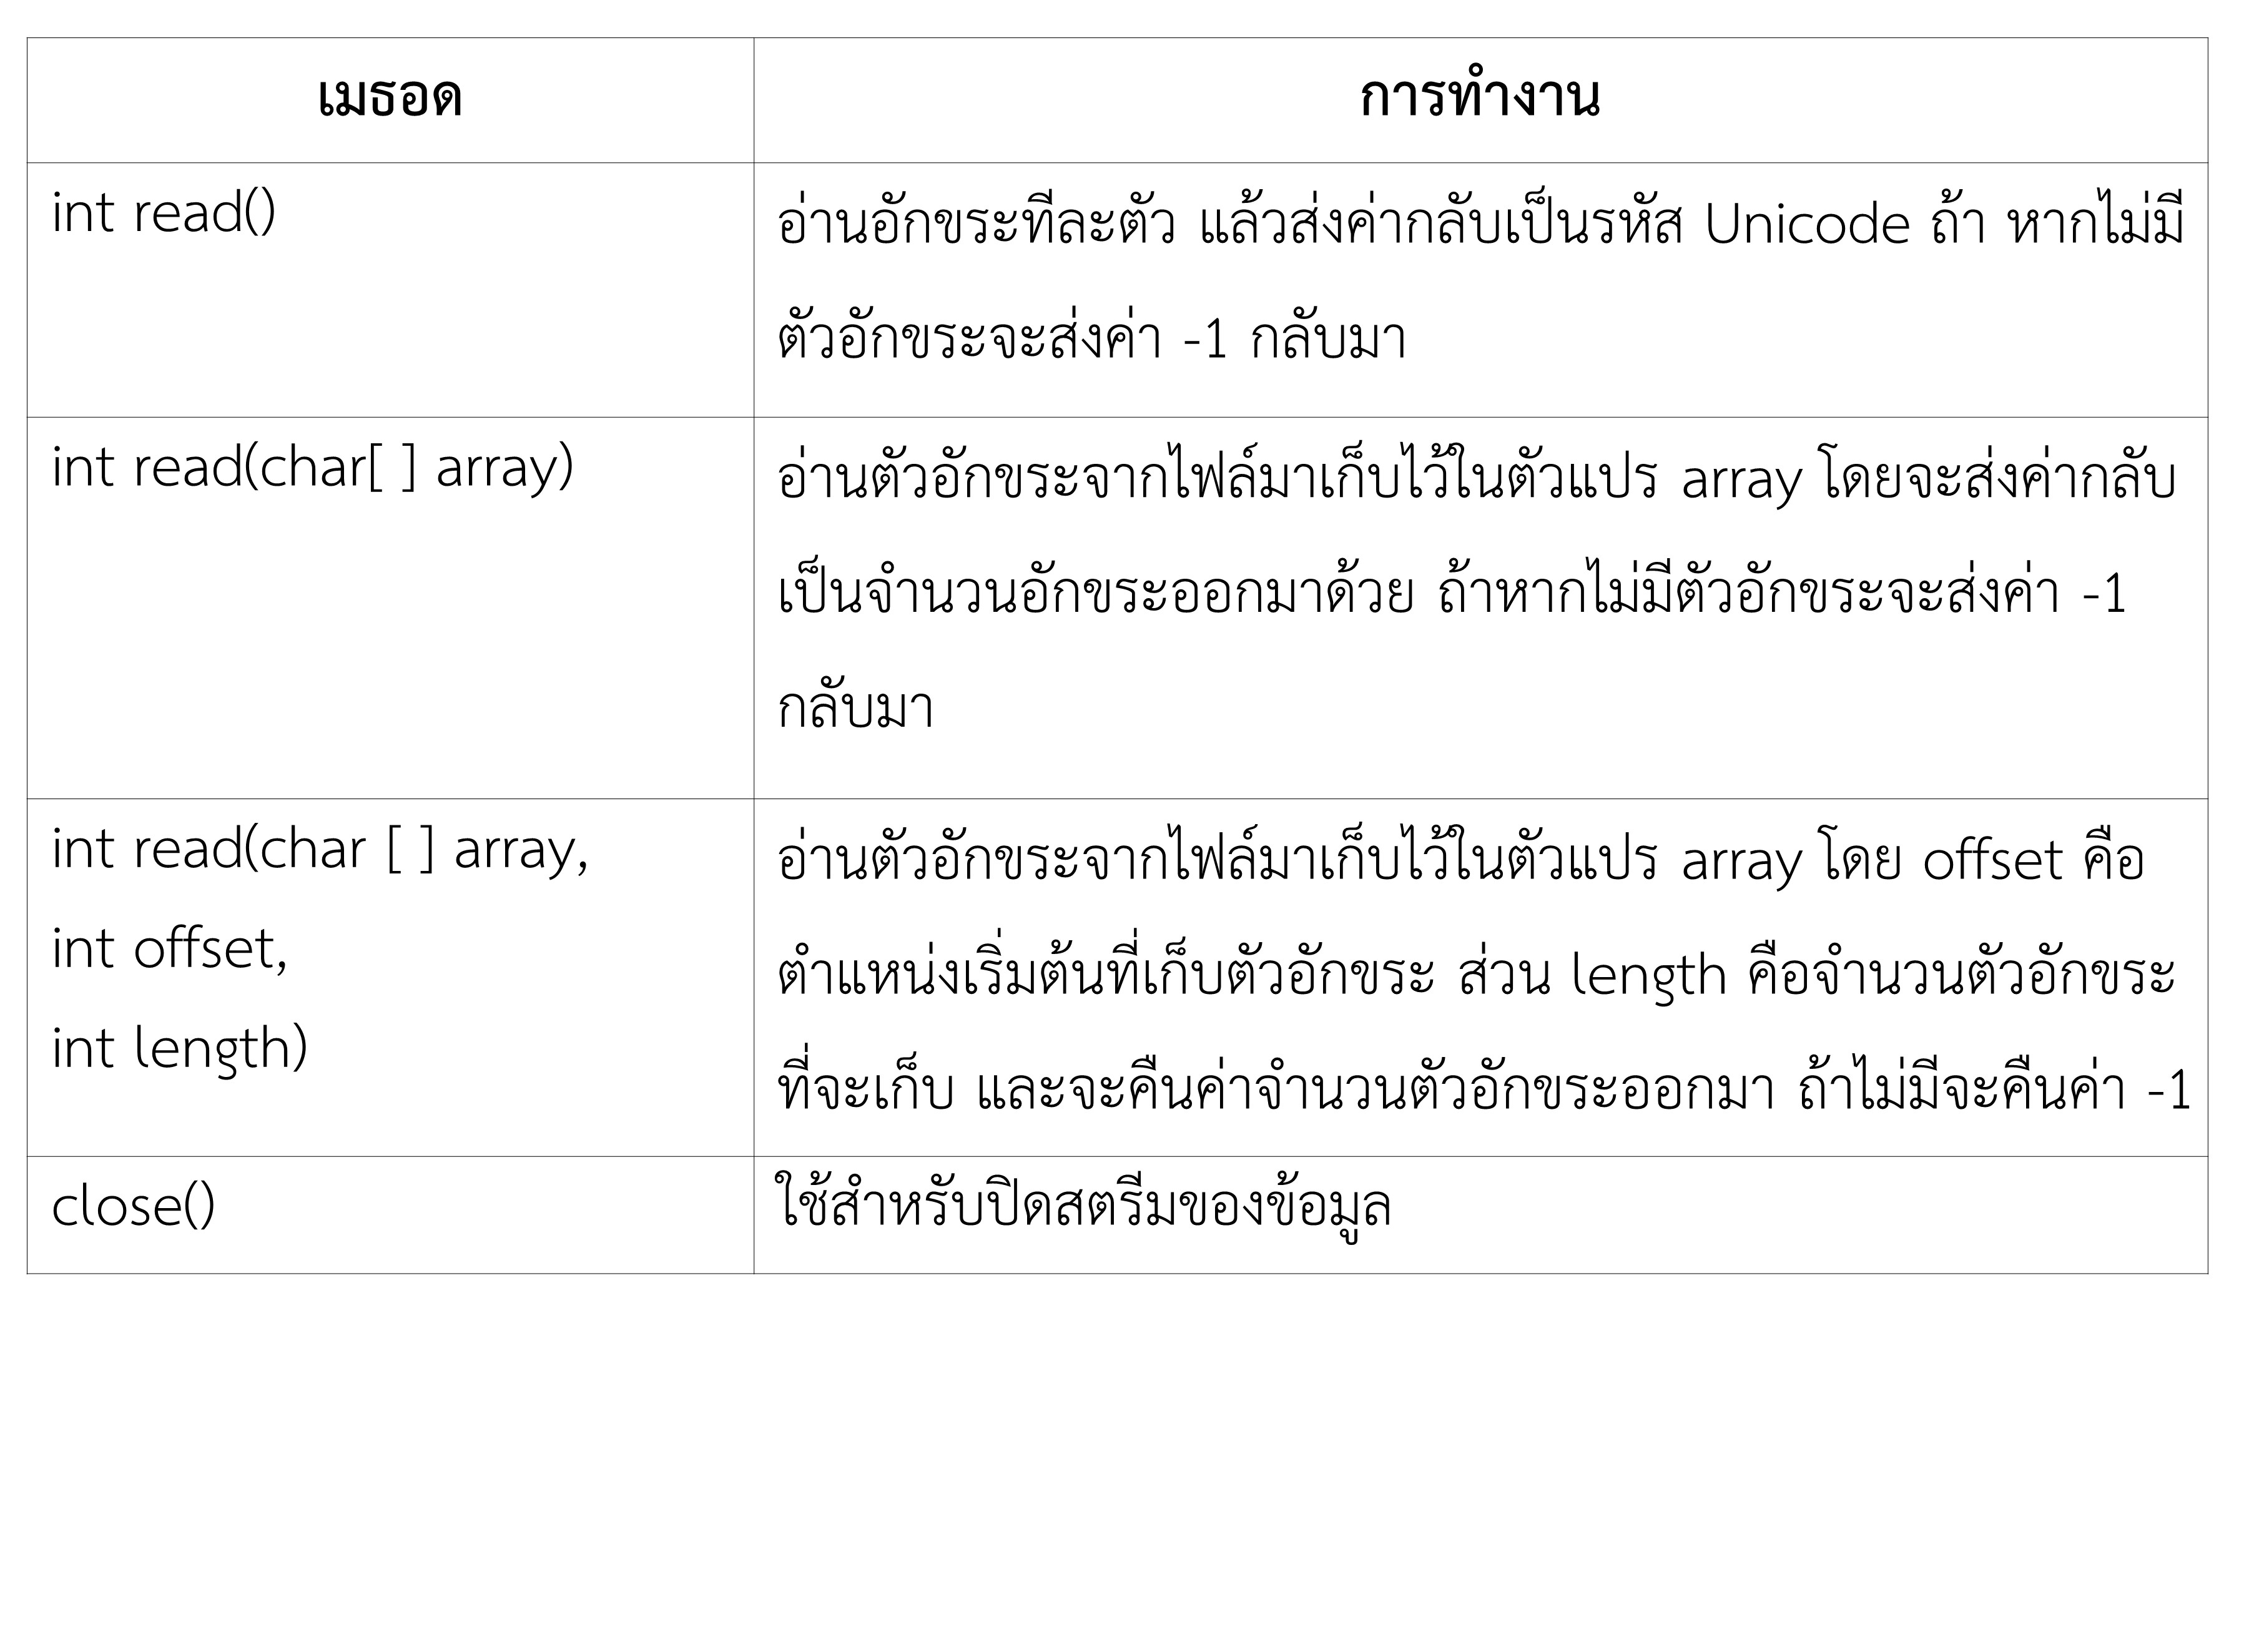 เมธอด
การทำงาน
int read()
อ่านอักขระทีละตัว แล้วส่งค่ากลับเป็นรหัส Unicode ถ้า หากไม่มี
ตัวอักขระจะส่งค่า -1 กลับมา
int read(char[ ] array)
อ่านตัวอักขระจากไฟล์มาเก็บไว้ในตัวแปร array โดยจะส่งค่ากลับ
เป็นจำนวนอักขระออกมาด้วย ถ้าหากไม่มีตัวอักขระจะส่งค่า -1
กลับมา
int read(char [ ] array,
int offset,
int length)
อ่านตัวอักขระจากไฟล์มาเก็บไว้ในตัวแปร array โดย offset คือ
ตำแหน่งเริ่มต้นที่เก็บตัวอักขระ ส่วน length คือจำนวนตัวอักขระ
ที่จะเก็บ และจะคืนค่าจำนวนตัวอักขระออกมา ถ้าไม่มีจะคืนค่า -1
close()
ใช้สำหรับปิดสตรีมของข้อมูล